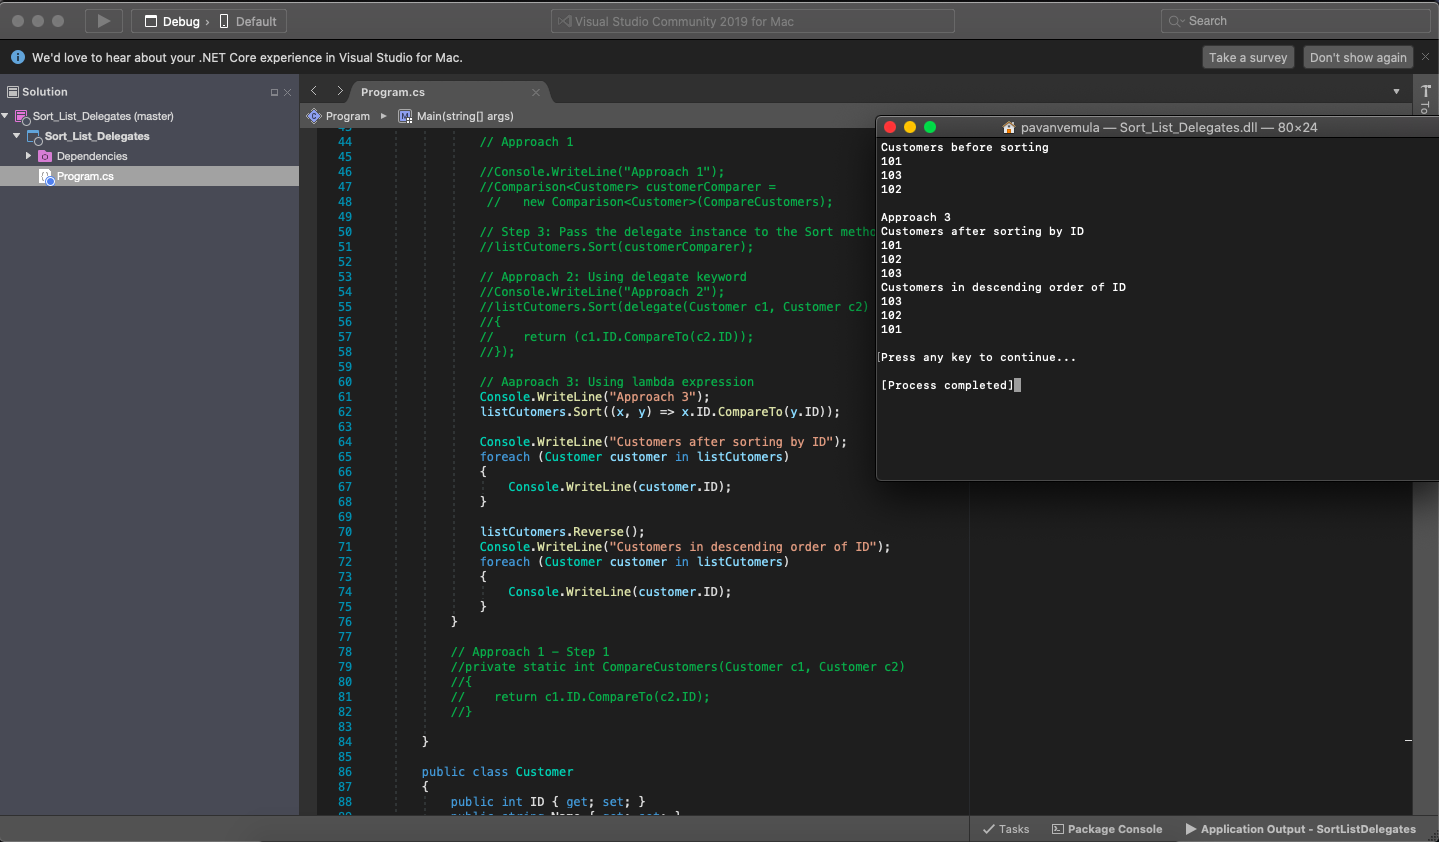 Debug › Default
Visual Studio Community 2019 for Mac
Search
We'd love to hear about your .NET Core experience in Visual Studio for Mac.
Take a survey
Don't show again
Solution
Sort_List_Delegates (master)
Sort_List_Delegates
Dependencies
Program.cs
Program.cs
Program
Main(string[] args)
To
44 // Approach 1
45
46 //Console.WriteLine("Approach 1");
47 //Comparison<Customer> customerComparer =
48 //   new Comparison<Customer>(CompareCustomers);
49
50 // Step 3: Pass the delegate instance to the Sort metho
51 //listCutomers.Sort(customerComparer);
52
53 // Approach 2: Using delegate keyword
54 //Console.WriteLine("Approach 2");
55 //listCutomers.Sort(delegate(Customer c1, Customer c2)
56 //{
57 //    return (c1.ID.CompareTo(c2.ID));
58 //});
59
60 // Aaproach 3: Using lambda expression
61 Console.WriteLine("Approach 3");
62 listCutomers.Sort((x, y) => x.ID.CompareTo(y.ID));
63
64 Console.WriteLine("Customers after sorting by ID");
65 foreach (Customer customer in listCutomers)
66 {
67     Console.WriteLine(customer.ID);
68 }
69
70 listCutomers.Reverse();
71 Console.WriteLine("Customers in descending order of ID");
72 foreach (Customer customer in listCutomers)
73 {
74     Console.WriteLine(customer.ID);
75 }
76 }
77
78 // Approach 1 – Step 1
79 //private static int CompareCustomers(Customer c1, Customer c2)
80 //{
81 //    return c1.ID.CompareTo(c2.ID);
82 //}
83
84 }
85
86 public class Customer
87 {
88     public int ID { get; set; }
pavanvemula — Sort_List_Delegates.dll — 80×24
Customers before sorting
101
103
102
Approach 3
Customers after sorting by ID
101
102
103
Customers in descending order of ID
103
102
101
Press any key to continue...
[Process completed]
Tasks
Package Console
Application Output - SortListDelegates